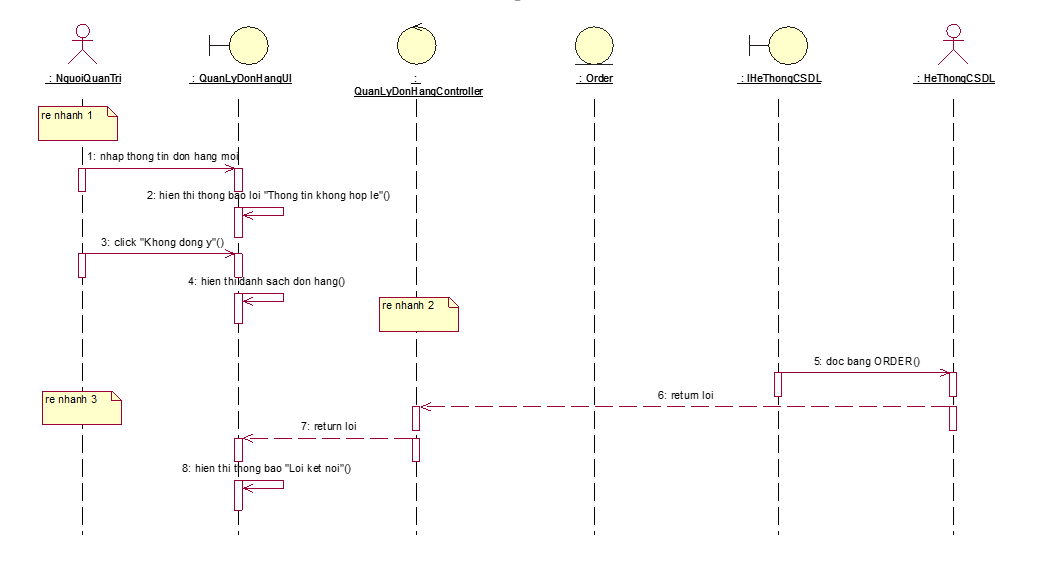 : NguoiQuanTri
: QuanLyDonHangUI
:
QuanLyDonHangController
: Order
: IHeThongCSDL
: HeThongCSDL
re nhanh 1
1: nhap thong tin don hang moi
2: hien thi thong bao loi "Thong tin khong hop le"()
3: click "Khong dong y"()
4: hien thi danh sach don hang()
re nhanh 2
5: doc bang ORDER()
re nhanh 3
6: return loi
7: return loi
8: hien thi thong bao "Loi ket noi"()